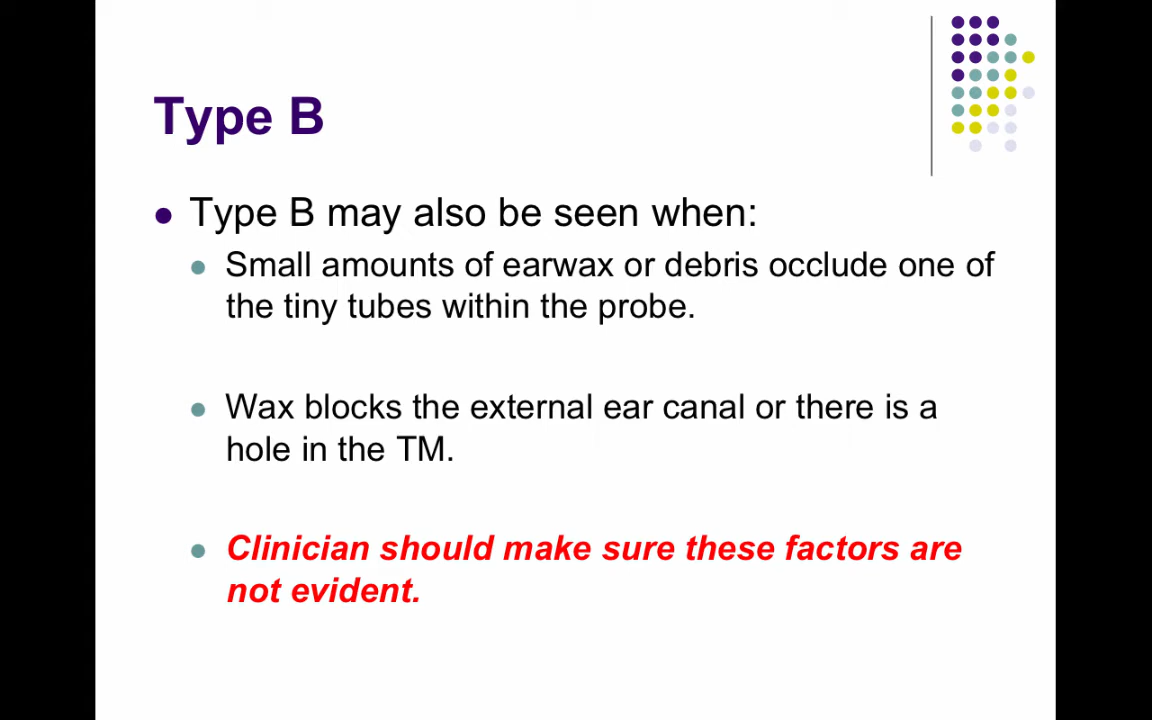 Type B
Type B may also be seen when:
Small amounts of earwax or debris occlude one of
the tiny tubes within the probe.
Wax blocks the external ear canal or there is a
hole in the TM.
Clinician should make sure these factors are
not evident.